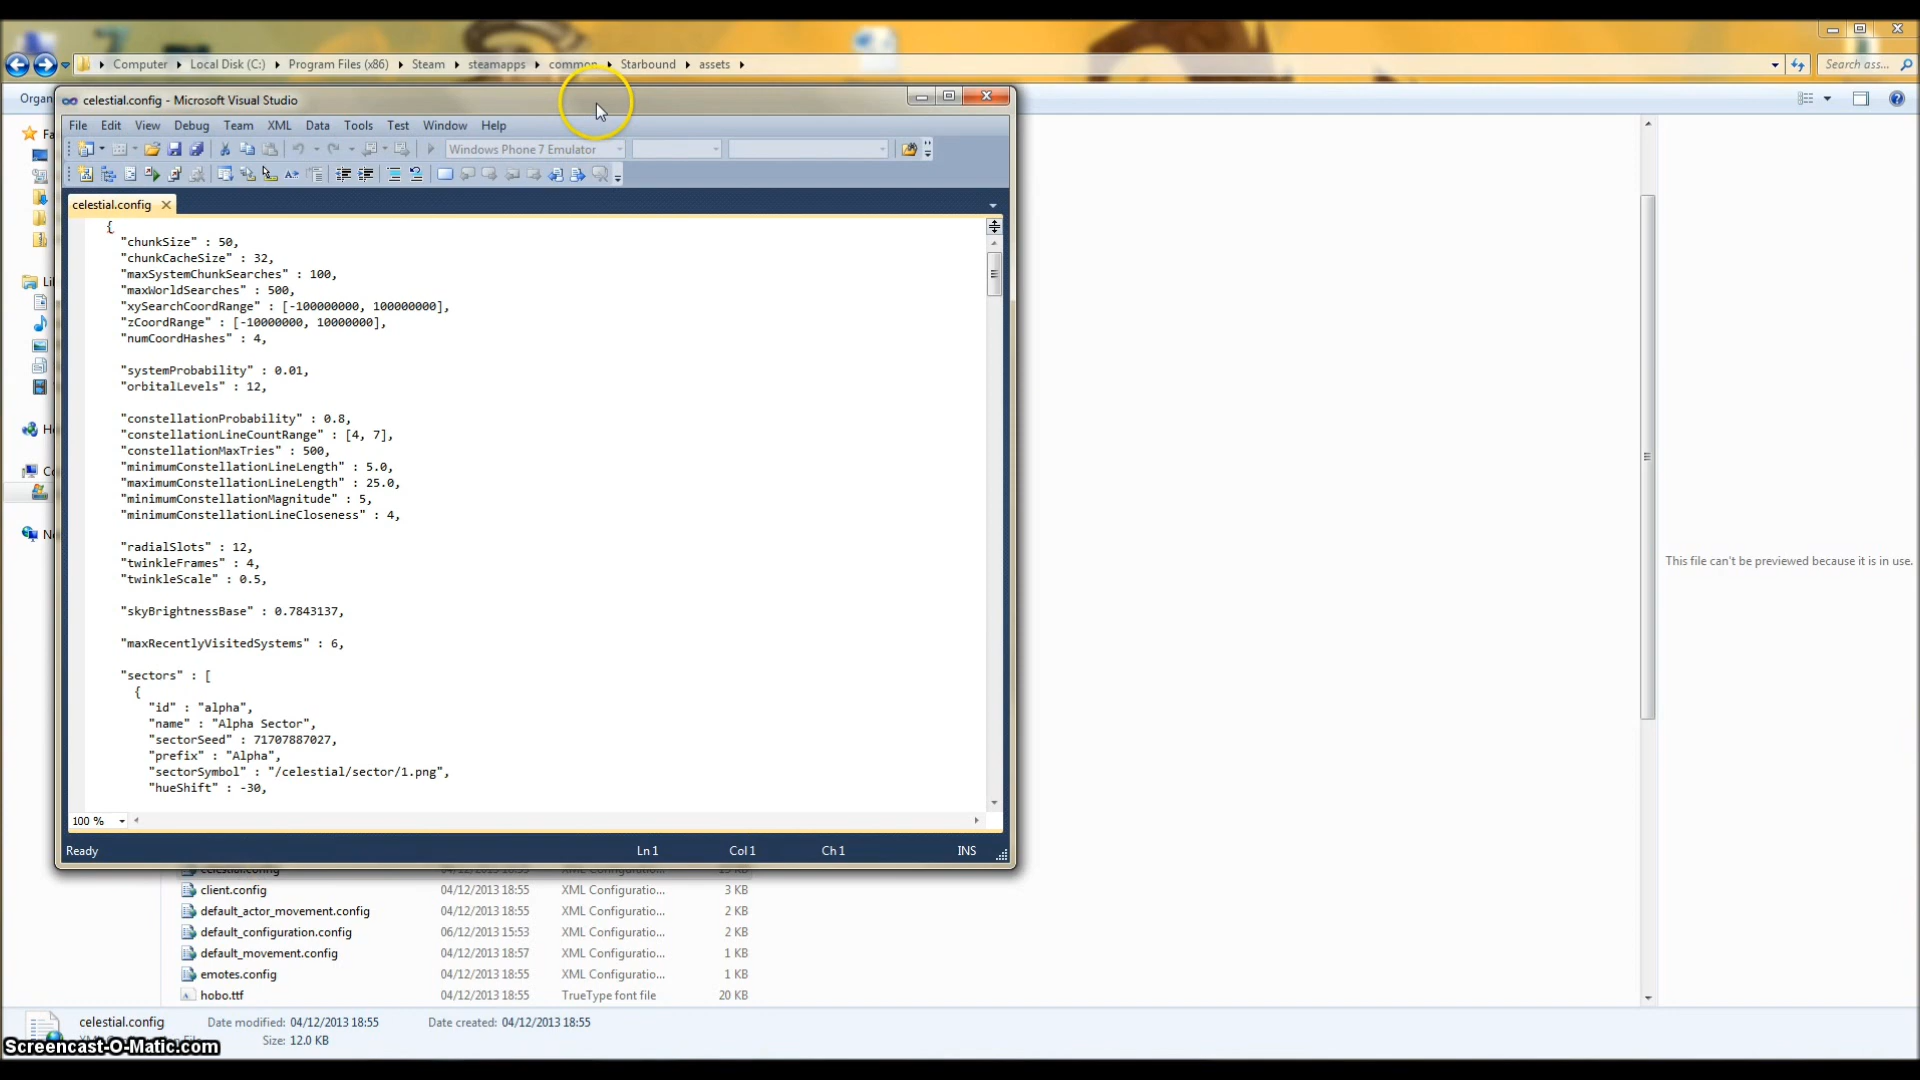 Computer Local Disk (C:) Program Files (x86) Steam steamapps common Starbound assets
Search ass...
Organ
celestial.config - Microsoft Visual Studio
File Edit View Debug Team XML Data Tools Test Window Help
Windows Phone 7 Emulator
celestial.config
{
"chunkSize" : 50,
"chunkCacheSize" : 32,
"maxSystemChunkSearches" : 100,
"maxWorldSearches" : 500,
"xySearchCoordRange" : [-100000000, 100000000],
"zCoordRange" : [-10000000, 10000000],
"numCoordHashes" : 4,
"systemProbability" : 0.01,
"orbitalLevels" : 12,
"constellationProbability" : 0.8,
"constellationLineCountRange" : [4, 7],
"constellationMaxTries" : 500,
"minimumConstellationLineLength" : 5.0,
"maximumConstellationLineLength" : 25.0,
"minimumConstellationMagnitude" : 5,
"minimumConstellationLineCloseness" : 4,
"radialSlots" : 12,
"twinkleFrames" : 4,
"twinkleScale" : 0.5,
"skyBrightnessBase" : 0.7843137,
"maxRecentlyVisitedSystems" : 6,
"sectors" : [
{
"id" : "alpha",
"name" : "Alpha Sector",
"sectorSeed" : 71707887027,
"prefix" : "Alpha",
"sectorSymbol" : "/celestial/sector/1.png",
"hueShift" : -30,
100 %
Ready Ln 1 Col 1 Ch 1 INS
Fa
Lil
Ho
Co
Ne
This file can't be previewed because it is in use.
client.config 04/12/2013 18:55 XML Configuratio... 3 KB
default_actor_movement.config 04/12/2013 18:55 XML Configuratio... 2 KB
default_configuration.config 06/12/2013 15:53 XML Configuratio... 2 KB
default_movement.config 04/12/2013 18:57 XML Configuratio... 1 KB
emotes.config 04/12/2013 18:55 XML Configuratio... 1 KB
hobo.ttf 04/12/2013 18:55 TrueType font file 20 KB
celestial.config Date modified: 04/12/2013 18:55 Date created: 04/12/2013 18:55
Size: 12.0 KB
Screencast-O-Matic.com